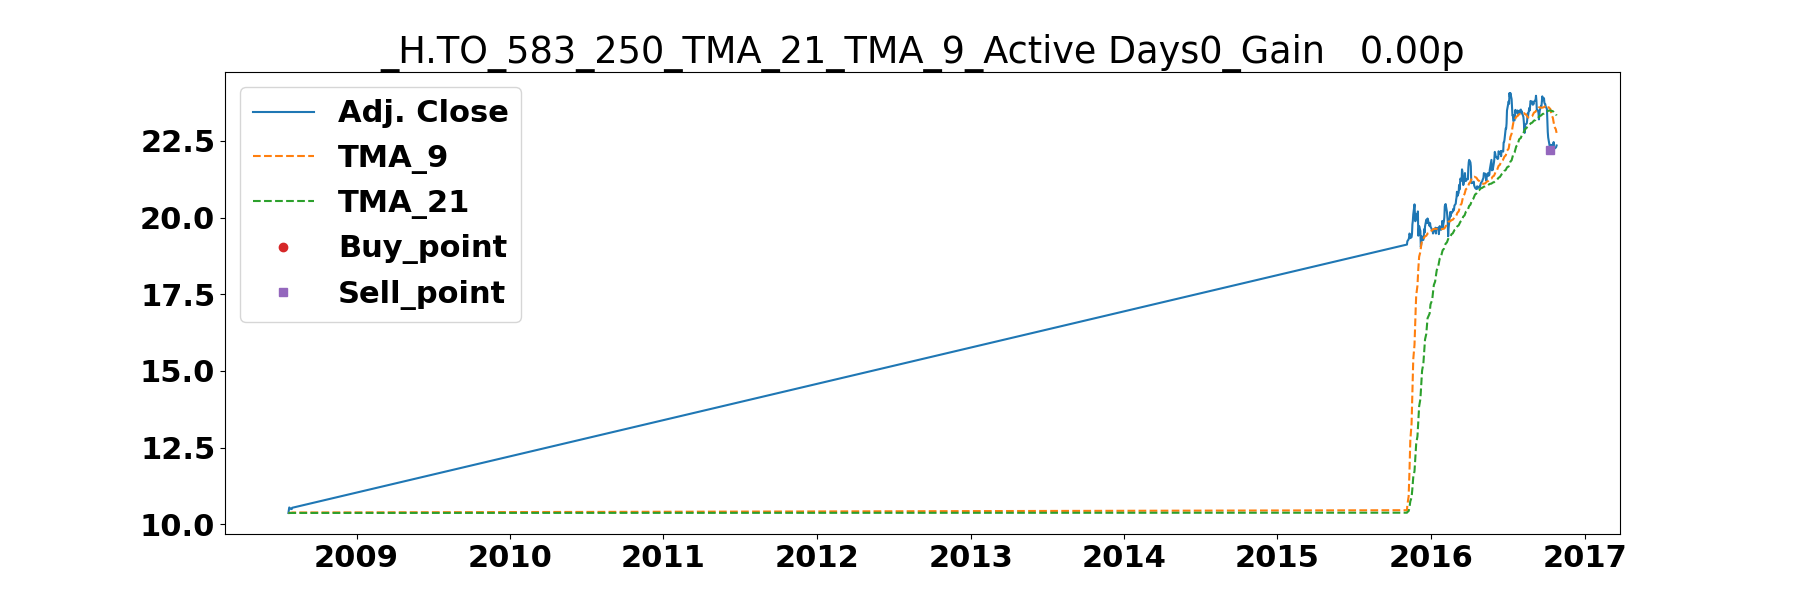 _H.TO_583_250_TMA_21_TMA_9_Active Days0_Gain   0.00p
Adj. Close
TMA_9
TMA_21
Buy_point
Sell_point
22.5
20.0
17.5
15.0
12.5
10.0
2009 2010 2011 2012 2013 2014 2015 2016 2017